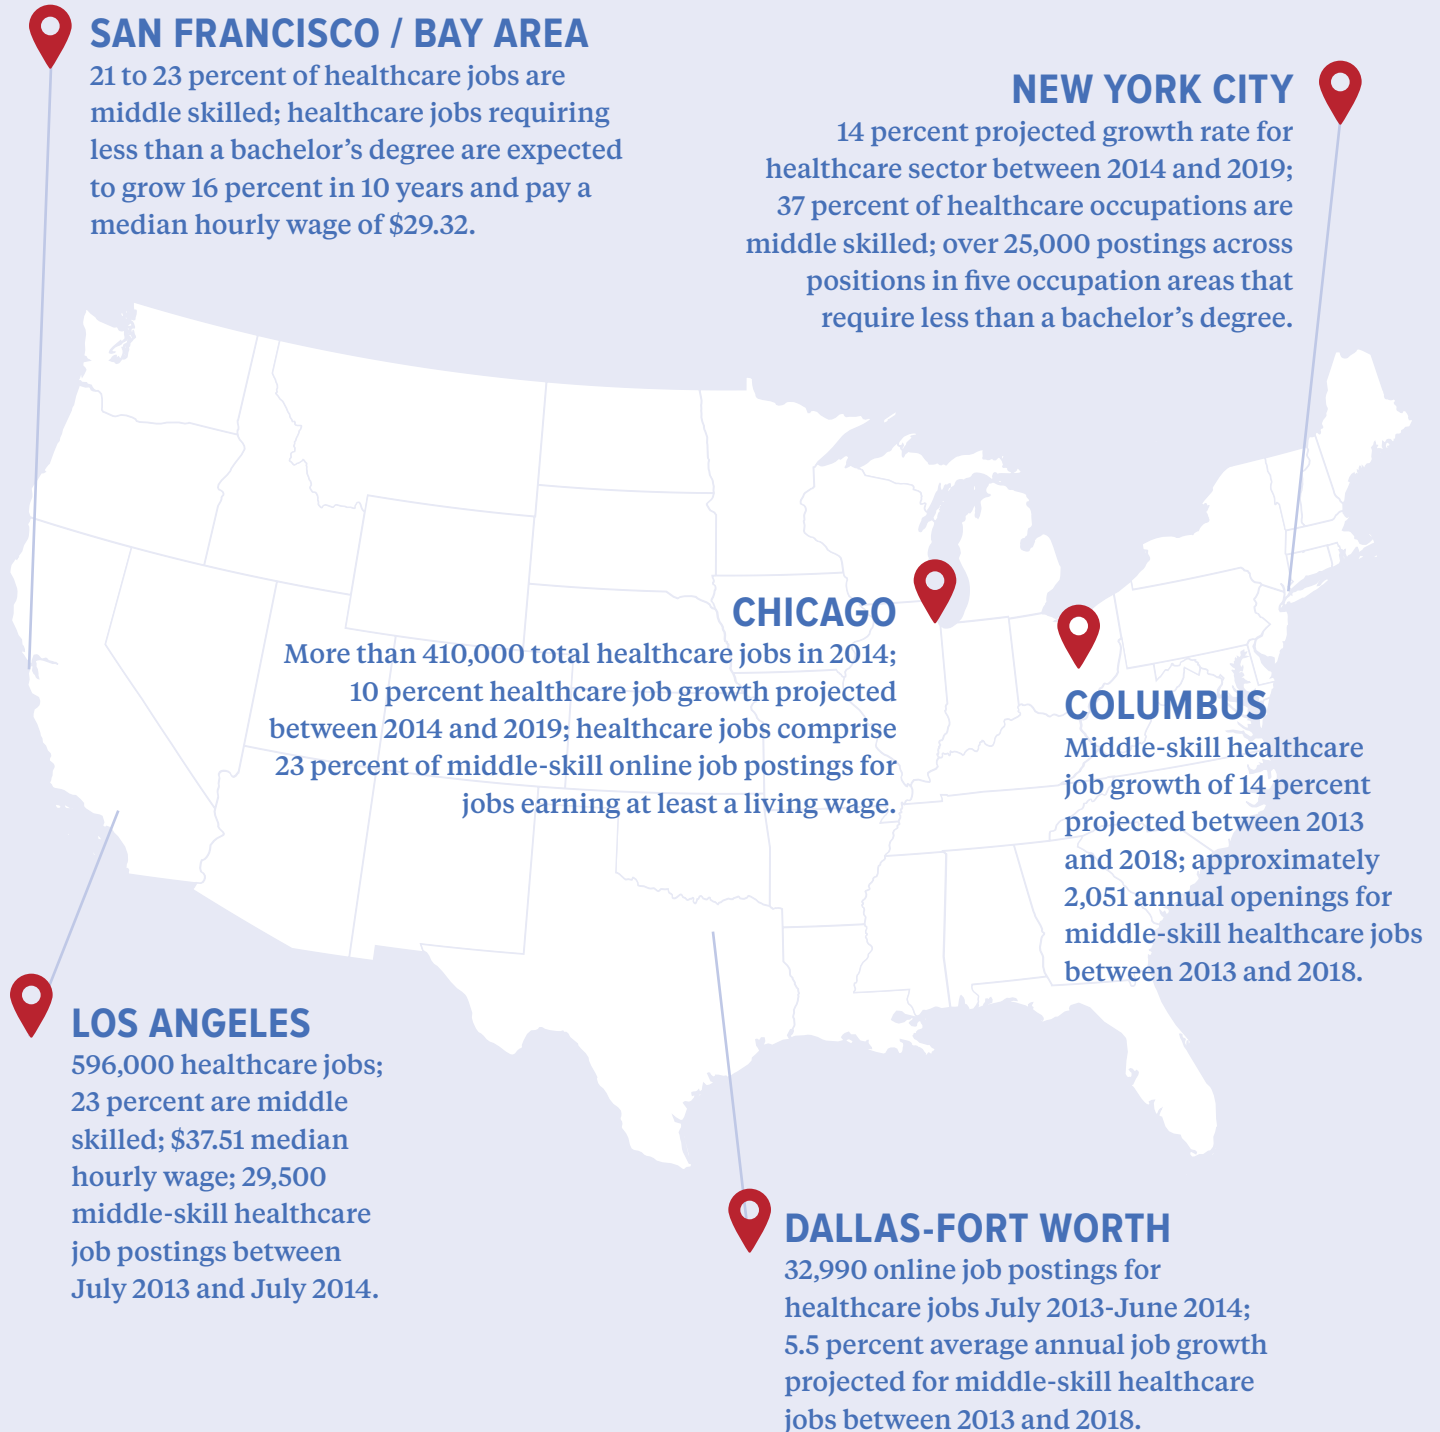 SAN FRANCISCO / BAY AREA
21 to 23 percent of healthcare jobs are
middle skilled; healthcare jobs requiring
less than a bachelor’s degree are expected
to grow 16 percent in 10 years and pay a
median hourly wage of $29.32.
NEW YORK CITY
14 percent projected growth rate for
healthcare sector between 2014 and 2019;
37 percent of healthcare occupations are
middle skilled; over 25,000 postings across
positions in five occupation areas that
require less than a bachelor’s degree.
CHICAGO
More than 410,000 total healthcare jobs in 2014;
10 percent healthcare job growth projected
between 2014 and 2019; healthcare jobs comprise
23 percent of middle-skill online job postings for
jobs earning at least a living wage.
COLUMBUS
Middle-skill healthcare
job growth of 14 percent
projected between 2013
and 2018; approximately
2,051 annual openings for
middle-skill healthcare jobs
between 2013 and 2018.
LOS ANGELES
596,000 healthcare jobs;
23 percent are middle
skilled; $37.51 median
hourly wage; 29,500
middle-skill healthcare
job postings between
July 2013 and July 2014.
DALLAS-FORT WORTH
32,990 online job postings for
healthcare jobs July 2013-June 2014;
5.5 percent average annual job growth
projected for middle-skill healthcare
jobs between 2013 and 2018.